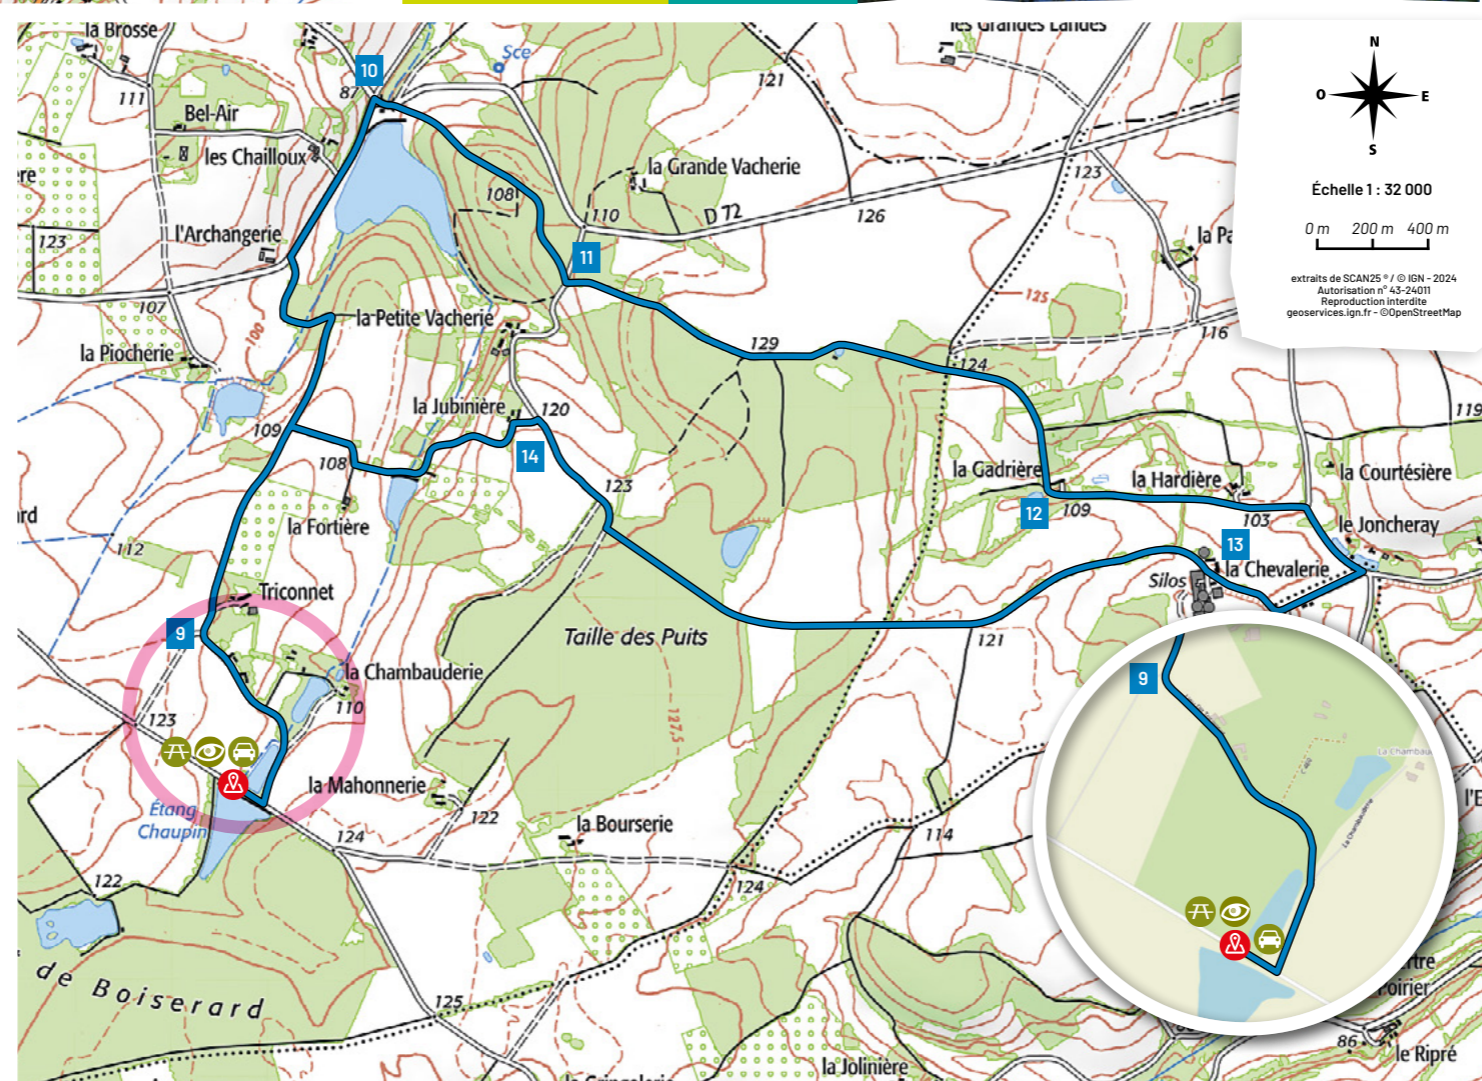 la Brosse
10
Sce
les Grandes Landes
87
111
Bel-Air
les Chailloux
121
N
O
E
S
Échelle 1 : 32 000
0 m 200 m 400 m
extraits de SCAN25 ® / © IGN - 2024
Autorisation n° 43-24011
Reproduction interdite
geoservices.ign.fr - ©OpenStreetMap
108
la Grande Vacherie
110
D 72
126
123
123
l'Archangerie
11
107
100
la Petite Vacherie
125
116
la Piocherie
129
124
la Jubinière
120
119
109
14
108
123
la Gadrière
la Hardière
la Courtésière
12
109
103
la Fortière
le Joncheray
112
13
la Chevalerie
Silos
Triconnet
9
Taille des Puits
121
127,5
la Chambauderie
110
9
123
la Mahonnerie
Étang
Chaupin
124
122
la Bourserie
114
124
122
de Boiserard
125
86
le Ripré
la Jolinière
La Chambauderie
C 460